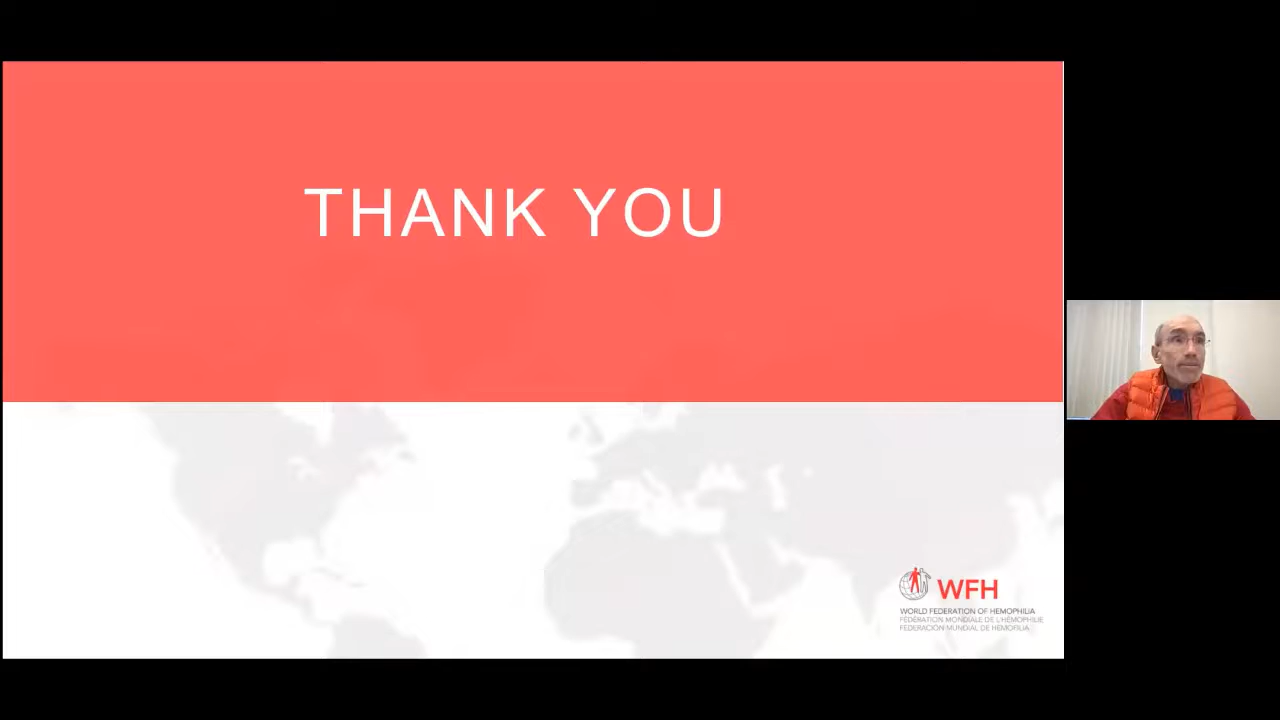 THANK YOU
WFH
WORLD FEDERATION OF HEMOPHILIA
FÉDÉRATION MONDIALE DE L'HÉMOPHILIE
FEDERACIÓN MUNDIAL DE HEMOFILIA